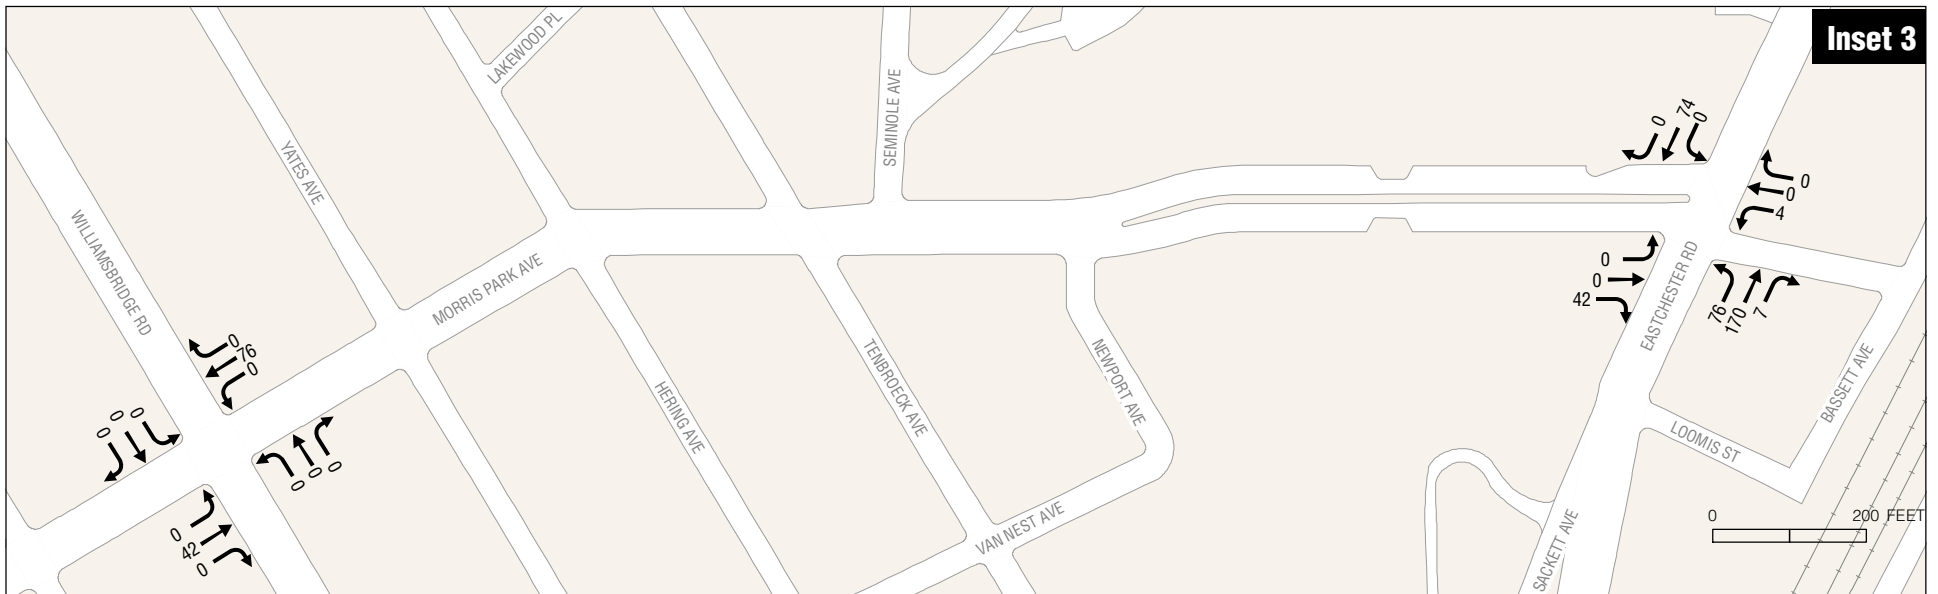 Inset 3
LAKEWOOD PL
SEMINOLE AVE
YATES AVE
WILLIAMSBRIDGE RD
MORRIS PARK AVE
HERING AVE
TENBROECK AVE
NEWPORT AVE
VAN NEST AVE
EASTCHESTER RD
BASSETT AVE
LOOMIS ST
SACKETT AVE
0
74
0
0
0
4
0
0
42
76
170
7
0
76
0
0
0
0
0
0
0
0
42
0
0 200 FEET